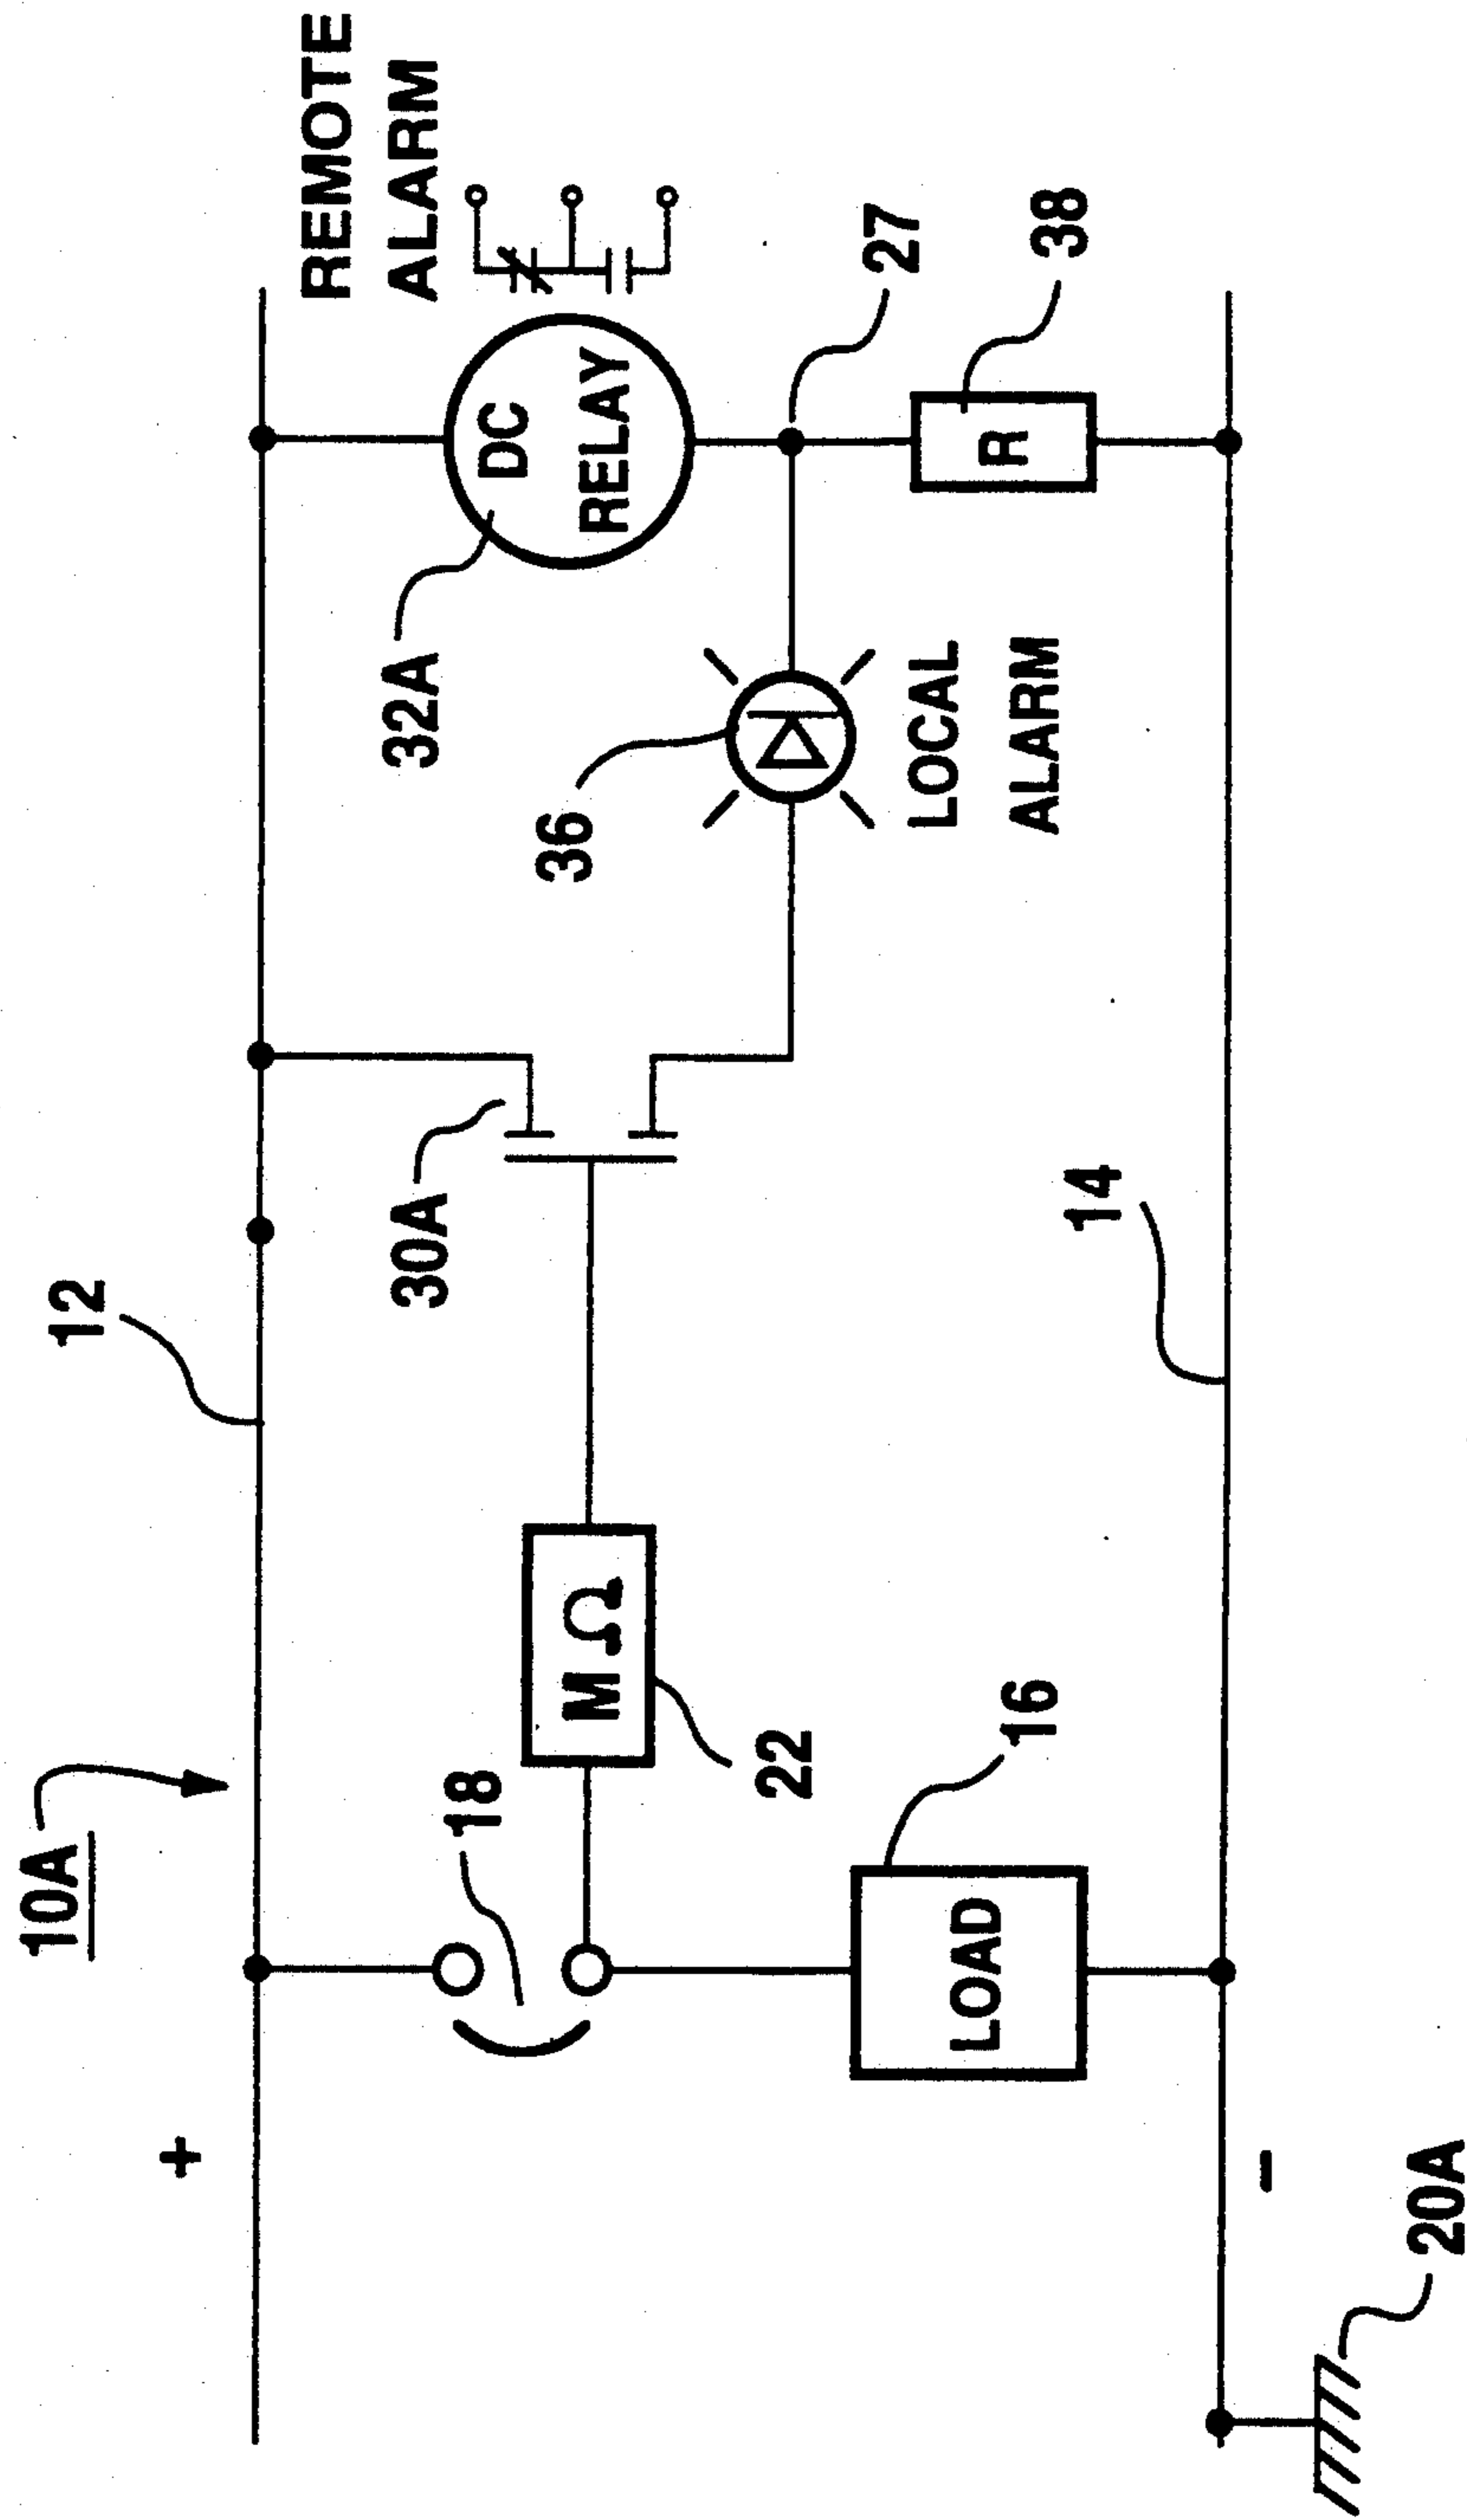 10A
12
+
18
MΩ
22
30A
32A
DC
RELAY
REMOTE
ALARM
36
LOCAL
ALARM
27
R
38
LOAD
16
14
-
20A